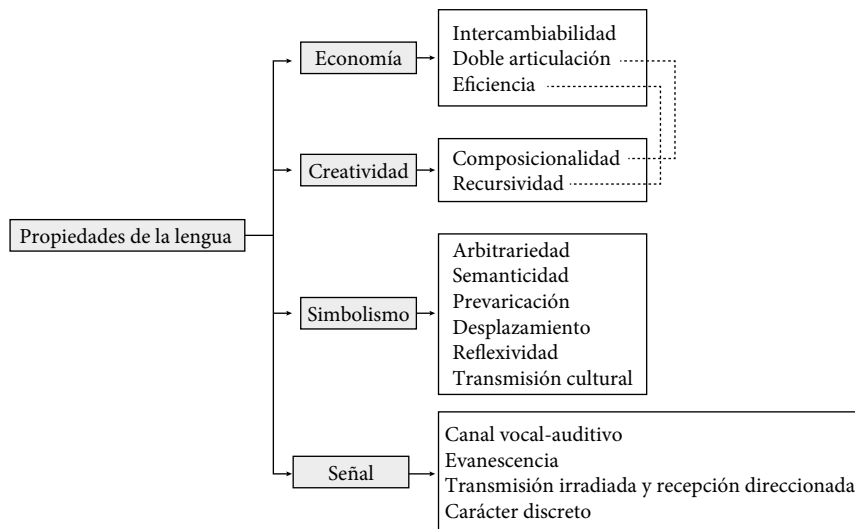 Economía
Intercambiabilidad
Doble articulación
Eficiencia
Creatividad
Composicionalidad
Recursividad
Propiedades de la lengua
Simbolismo
Arbitrariedad
Semanticidad
Prevaricación
Desplazamiento
Reflexividad
Transmisión cultural
Señal
Canal vocal-auditivo
Evanescencia
Transmisión irradiada y recepción direccionada
Carácter discreto